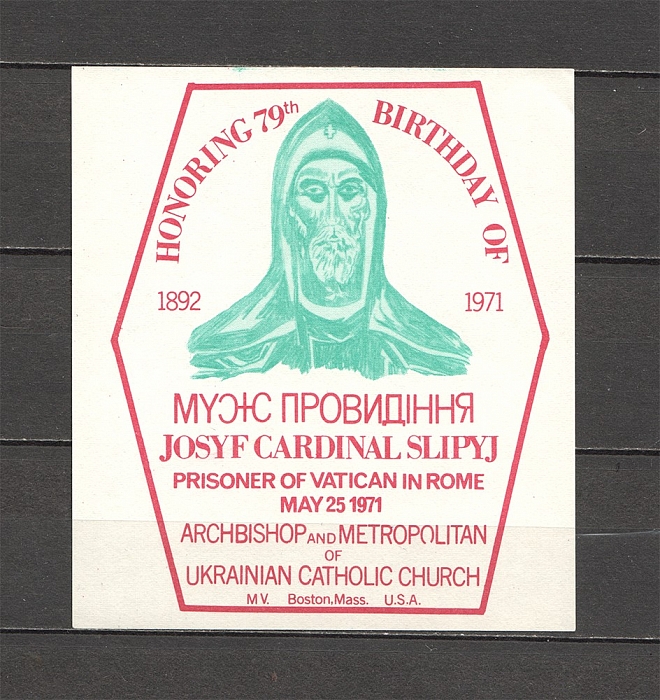 HONORING 79th BIRTHDAY OF
1892 1971
МУЖ ПРОВИДІННЯ
JOSYF CARDINAL SLIPYJ
PRISONER OF VATICAN IN ROME
MAY 25 1971
ARCHBISHOP AND METROPOLITAN
OF
UKRAINIAN CATHOLIC CHURCH
M V. Boston, Mass. U.S.A.